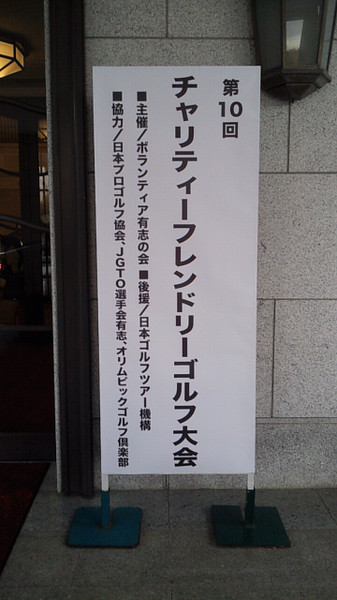 第10回
チャリティーフレンドリーゴルフ大会
■主催/ボランティア有志の会 ■後援/日本ゴルフツアー機構
■協力/日本プロゴルフ協会、JGTO選手会有志、オリムピックゴルフ倶楽部